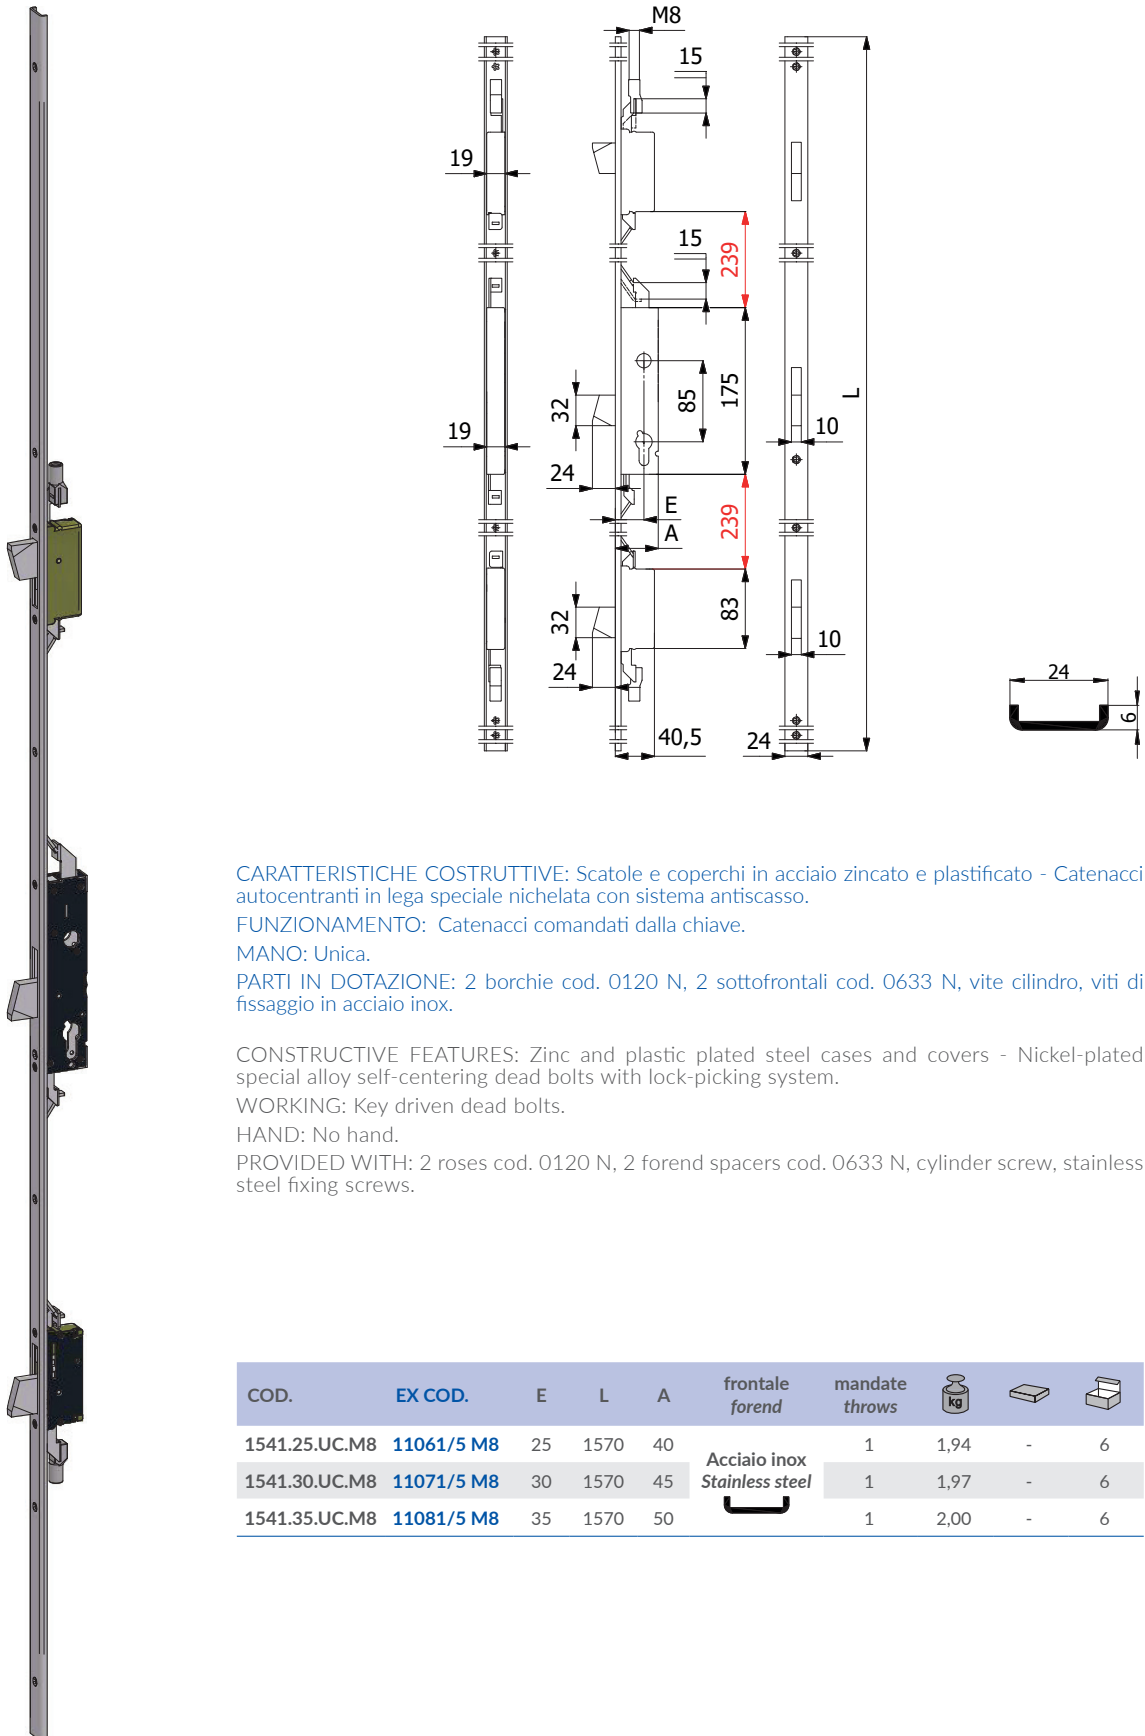 M8
15
19
15
239
32
85
175
L
19
10
24
E
239
A
32
83
10
24
24
6
40,5
24
CARATTERISTICHE COSTRUTTIVE: Scatole e coperchi in acciaio zincato e plastificato - Catenacci
autocentranti in lega speciale nichelata con sistema antiscasso.
FUNZIONAMENTO: Catenacci comandati dalla chiave.
MANO: Unica.
PARTI IN DOTAZIONE: 2 borchie cod. 0120 N, 2 sottofrontali cod. 0633 N, vite cilindro, viti di
fissaggio in acciaio inox.
CONSTRUCTIVE FEATURES: Zinc and plastic plated steel cases and covers - Nickel-plated
special alloy self-centering dead bolts with lock-picking system.
WORKING: Key driven dead bolts.
HAND: No hand.
PROVIDED WITH: 2 roses cod. 0120 N, 2 forend spacers cod. 0633 N, cylinder screw, stainless
steel fixing screws.
COD. EX COD. E L A frontale forend mandate throws kg
1541.25.UC.M8 11061/5 M8 25 1570 40 Acciaio inox 1 1,94 - 6
1541.30.UC.M8 11071/5 M8 30 1570 45 Stainless steel 1 1,97 - 6
1541.35.UC.M8 11081/5 M8 35 1570 50 1 2,00 - 6